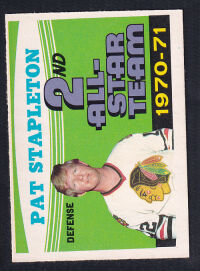 PAT STAPLETON
2ND
ALL-
STAR
TEAM
1970-71
DEFENSE